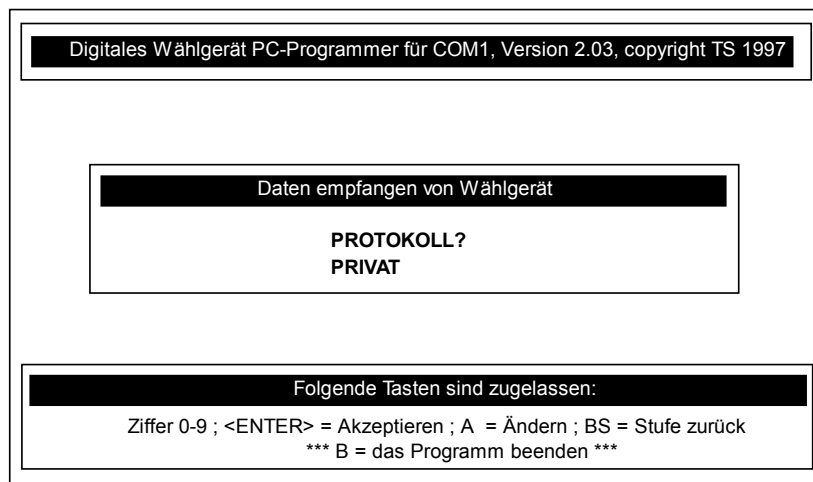 Digitales Wählgerät PC-Programmer für COM1, Version 2.03, copyright TS 1997
Daten empfangen von Wählgerät
PROTOKOLL?
PRIVAT
Folgende Tasten sind zugelassen:
Ziffer 0-9 ; <ENTER> = Akzeptieren ; A = Ändern ; BS = Stufe zurück
*** B = das Programm beenden ***